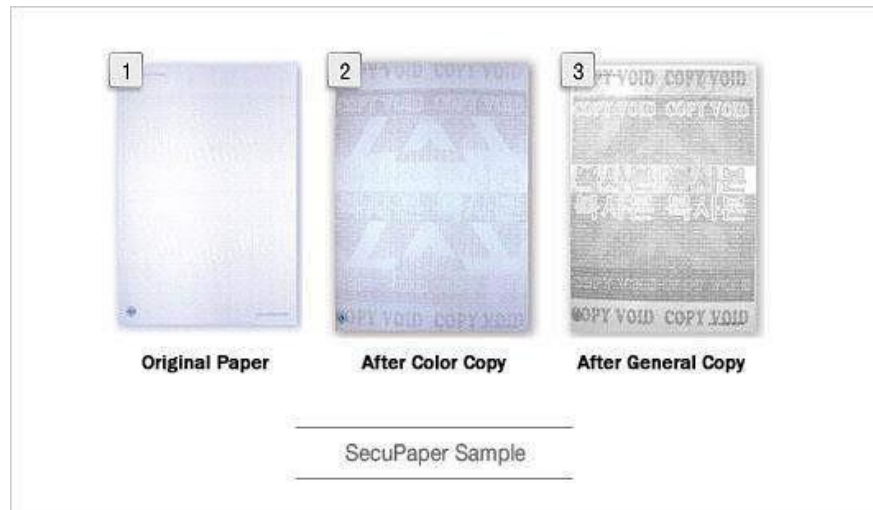 1
2
3
COPY VOID COPY VOID
COPY VOID COPY VOID
COPY VOID COPY VOID
COPY VOID COPY VOID
복사본 복사본
복사본 복사본
COPY VOID COPY VOID
COPY VOID COPY VOID
Original Paper
After Color Copy
After General Copy
SecuPaper Sample